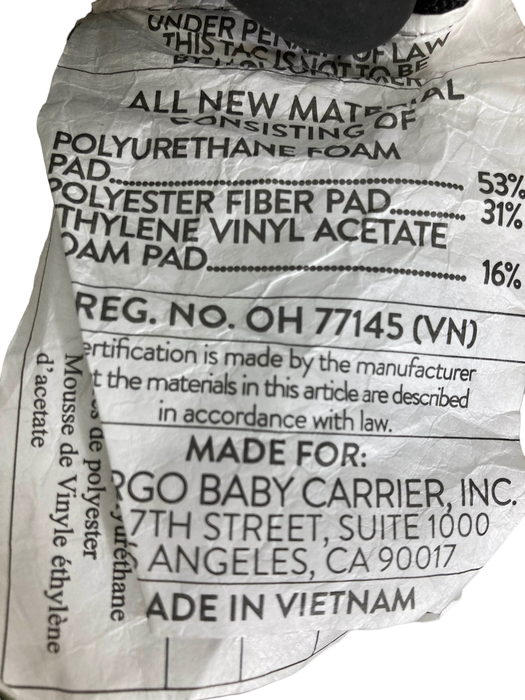 UNDER PENALTY OF LAW
THIS TAG IS NOT TO BE
ALL NEW MATERIAL
CONSISTING OF
POLYURETHANE FOAM
PAD........................ 53%
POLYESTER FIBER PAD........ 31%
THYLENE VINYL ACETATE
OAM PAD.................... 16%
REG. NO. OH 77145 (VN)
ertification is made by the manufacturer
t the materials in this article are described
in accordance with law.
MADE FOR:
RGO BABY CARRIER, INC.
7TH STREET, SUITE 1000
ANGELES, CA 90017
ADE IN VIETNAM
uréthane
de polyester
Mousse de Vinyle éthylène
d'acetate